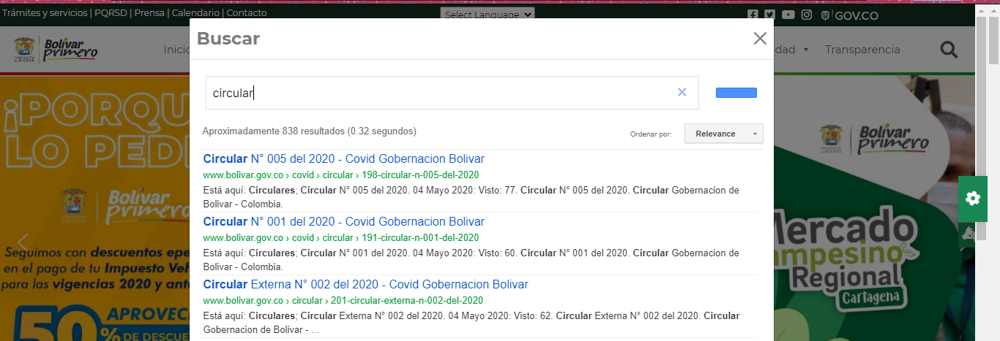 Trámites y servicios | PQRSD | Prensa | Calendario | Contacto
Select Language
GOV.CO
Buscar
Bolívar
primero
Inicio
dad
Transparencia
circular
Aproximadamente 838 resultados (0.32 segundos)
Ordenar por:
Relevance
Circular N° 005 del 2020 - Covid Gobernacion Bolivar
www.bolivar.gov.co › covid › circular › 198-circular-n-005-del-2020
Está aquí: Circulares; Circular N° 005 del 2020. 04 Mayo 2020: Visto: 77. Circular N° 005 del 2020. Circular Gobernacion de
Bolivar - Colombia.
Circular N° 001 del 2020 - Covid Gobernacion Bolivar
www.bolivar.gov.co › covid › circular › 191-circular-n-001-del-2020
Está aquí: Circulares; Circular N° 001 del 2020. 04 Mayo 2020: Visto: 60. Circular N° 001 del 2020. Circular Gobernacion de
Bolivar - Colombia.
Circular Externa N° 002 del 2020 - Covid Gobernacion Bolivar
www.bolivar.gov.co › circular › 201-circular-externa-n-002-del-2020
Está aquí: Circulares; Circular Externa N° 002 del 2020. 04 Mayo 2020: Visto: 62. Circular Externa N° 002 del 2020. Circular
Gobernacion de Bolivar - ...
¡PORQU
LO PEDI
Bolívar
primero
Seguimos con descuentos epe
en el pago de tu Impuesto Veh
para las vigencias 2020 y ant
50%
APROVEC
DE DESCUE
Bolívar
primero
Mercado
ampesino
Regional
Cartagena